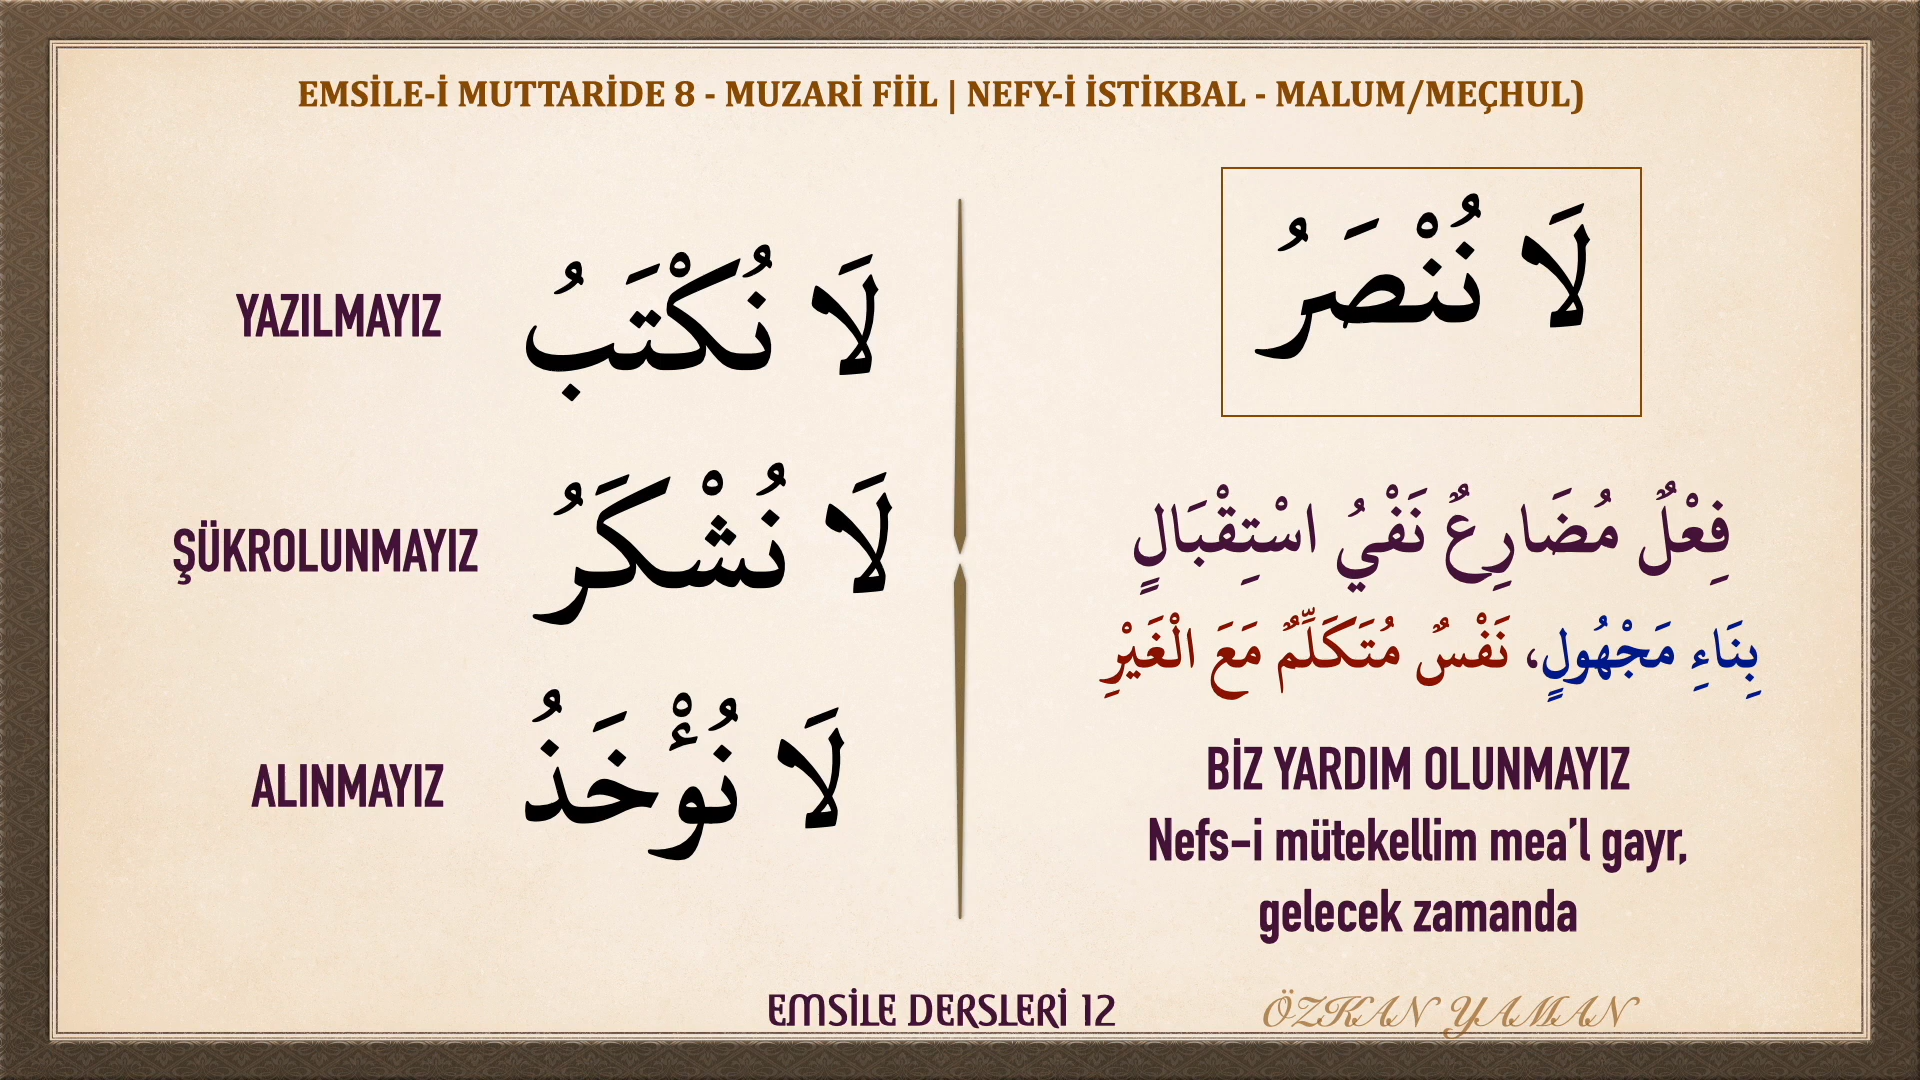 EMSİLE-İ MUTTARİDE 8 - MUZARİ FİİL | NEFY-İ İSTİKBAL - MALUM/MEÇHUL)
لَا نُنْصَرُ
فِعْلٌ مُضَارِعٌ نَفْيُ اسْتِقْبَالٍ
بِنَاءِ مَجْهُولٍ، نَفْسٌ مُتَكَلِّمٌ مَعَ الْغَيْرِ
BİZ YARDIM OLUNMAYIZ
Nefs-i mütekellim mea’l gayr,
gelecek zamanda
لَا نُكْتَبُ YAZILMAYIZ
لَا نُشْكَرُ ŞÜKROLUNMAYIZ
لَا نُؤْخَذُ ALINMAYIZ
EMSİLE DERSLERİ 12
ÖZKAN YAMAN